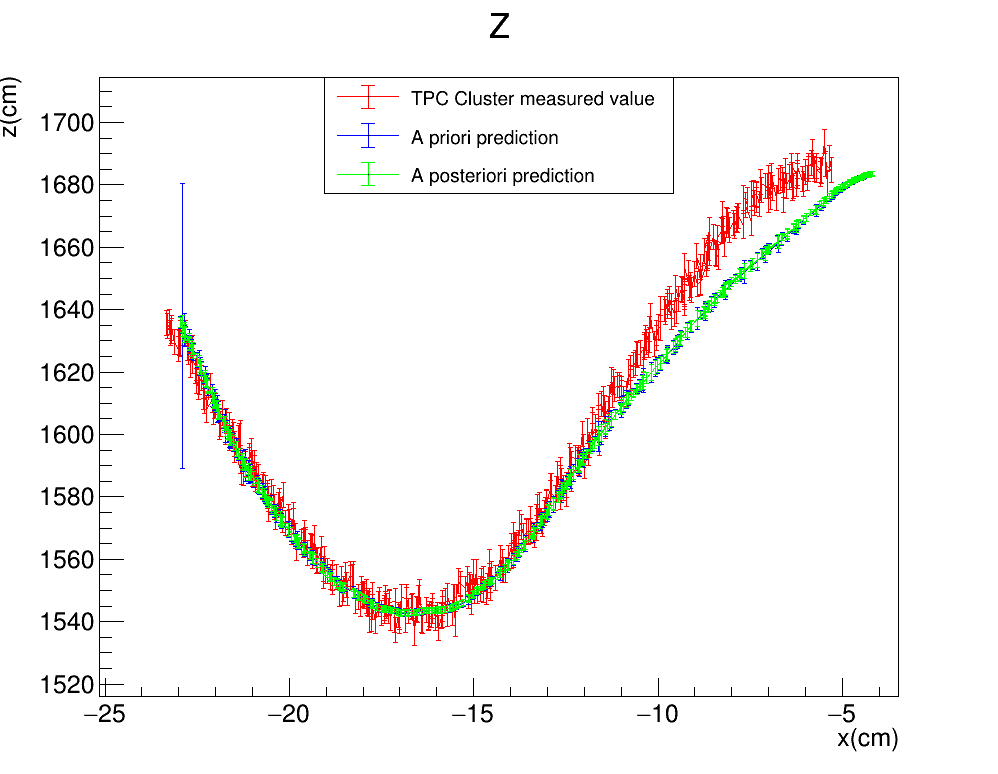 z
z(cm)
TPC Cluster measured value
A priori prediction
A posteriori prediction
1700
1680
1660
1640
1620
1600
1580
1560
1540
1520
−25 −20 −15 −10 −5
x(cm)